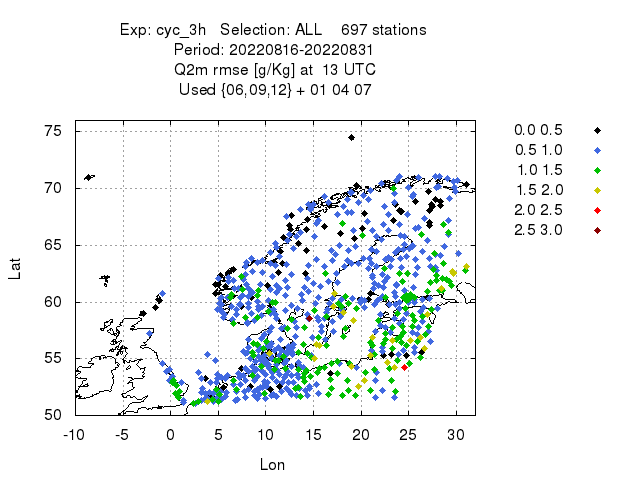 Exp: cyc_3h Selection: ALL 697 stations
Period: 20220816-20220831
Q2m rmse [g/Kg] at 13 UTC
Used {06,09,12} + 01 04 07
0.0 0.5
0.5 1.0
1.0 1.5
1.5 2.0
2.0 2.5
2.5 3.0
75
70
65
60
55
50
Lat
-10 -5 0 5 10 15 20 25 30
Lon